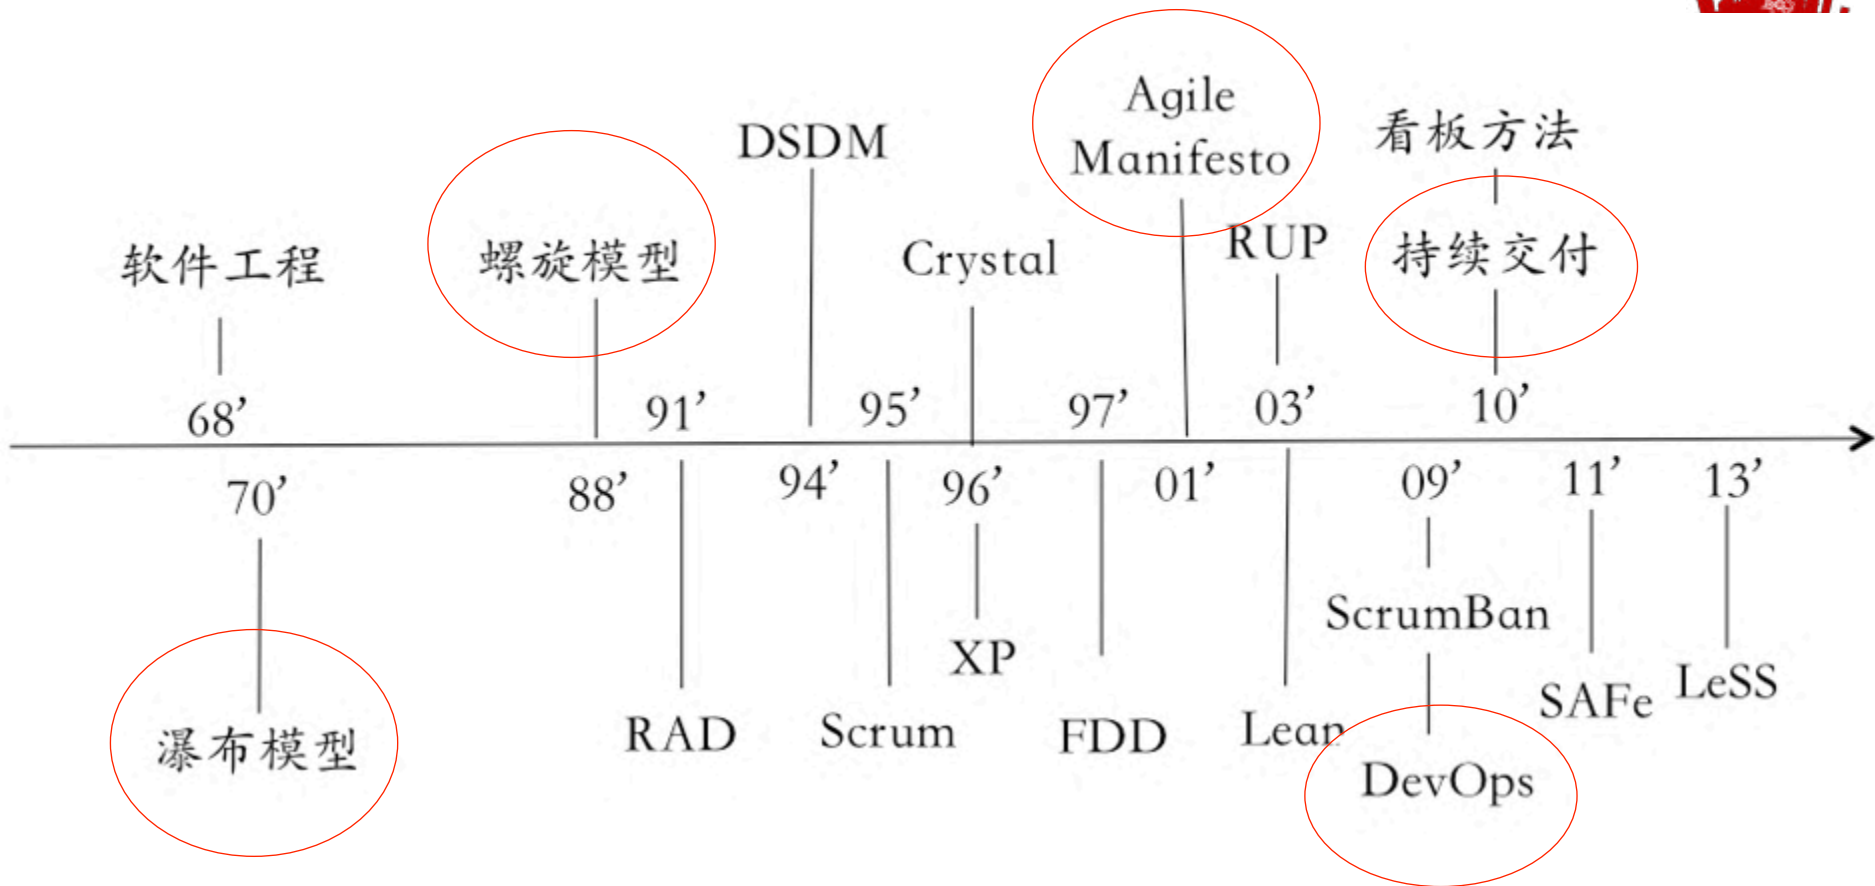 Agile
Manifesto
DSDM
看板方法
软件工程
螺旋模型
Crystal
RUP
持续交付
68’
91’
95’
97’
03’
10’
70’
88’
94’
96’
01’
09’
11’
13’
瀑布模型
RAD
Scrum
XP
FDD
Lean
ScrumBan
DevOps
SAFe
LeSS